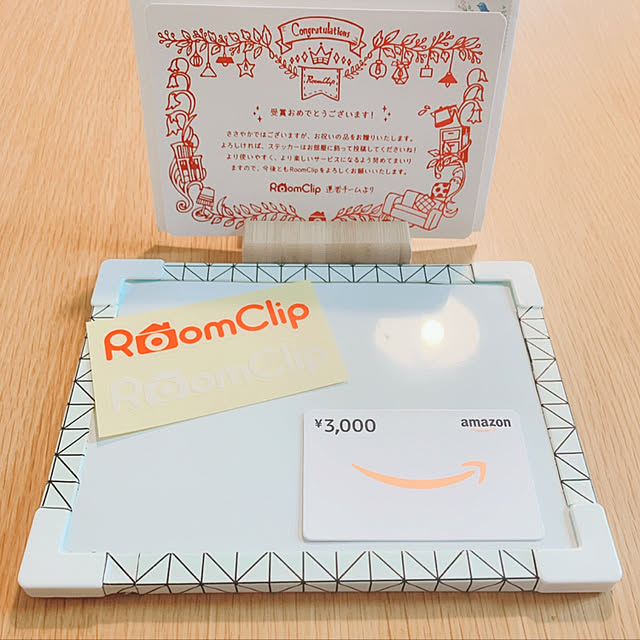 Congratulations
RoomClip
受賞おめでとうございます！
ささやかではございますが、お祝いの品をお贈りいたします。
よろしければ、ステッカーはお部屋に飾って投稿してくださいね！
より使いやすく、より楽しいサービスになるよう努めてまいり
ますので、今後ともRoomClipをよろしくお願いいたします。
RoomClip 運営チームより
RoomClip
RoomClip
¥3,000
amazon